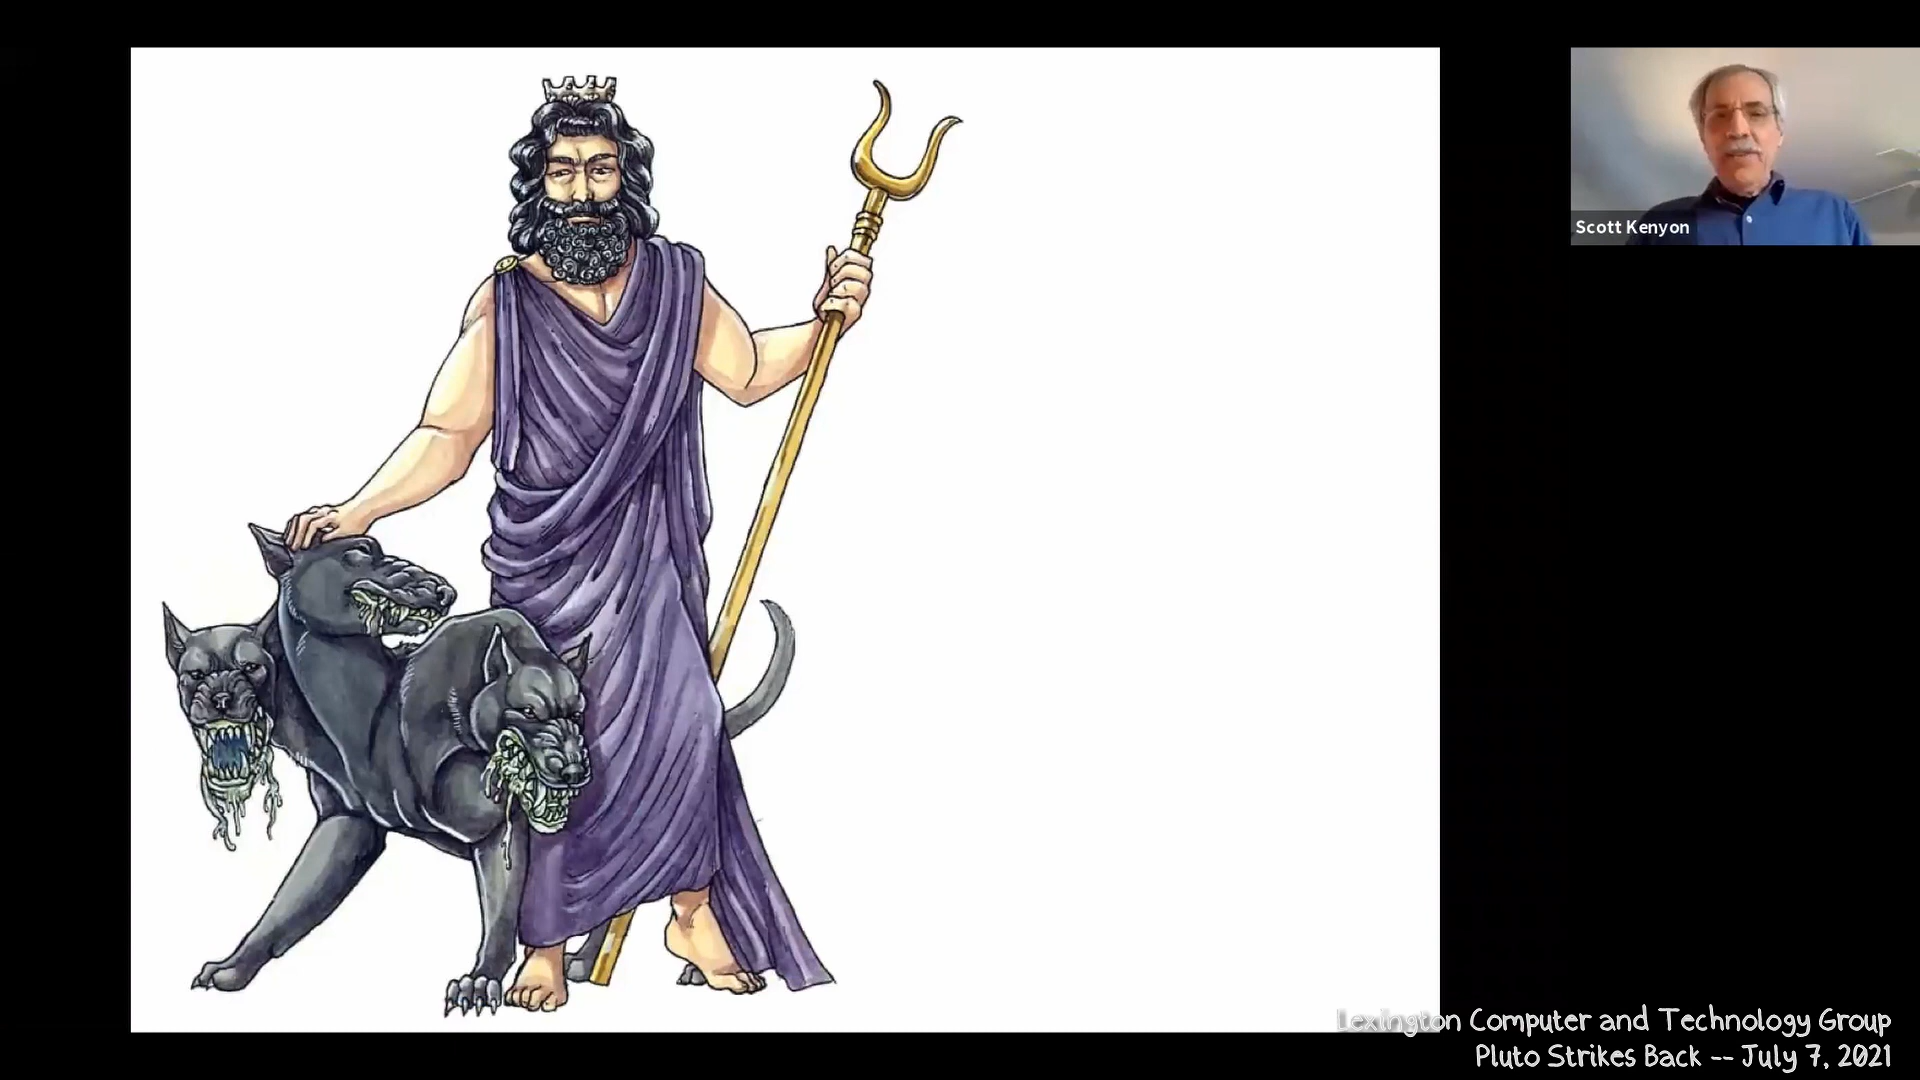 Scott Kenyon
Lexington Computer and Technology Group
Pluto Strikes Back -- July 7, 2021